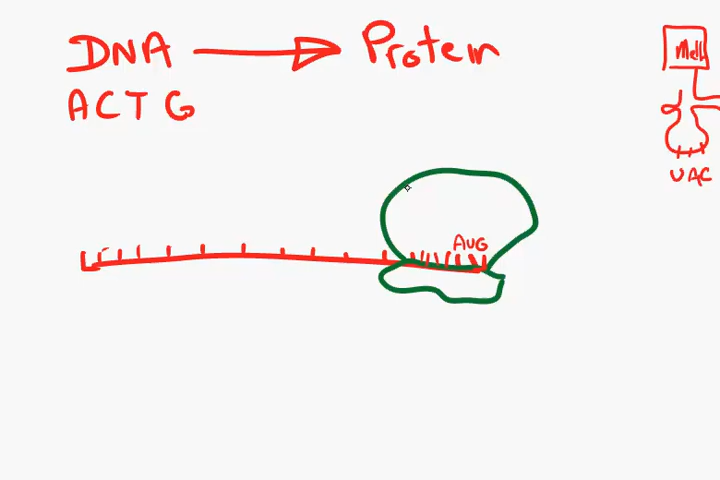 DNA → Protein
ACTG
Met
AUG
UAC